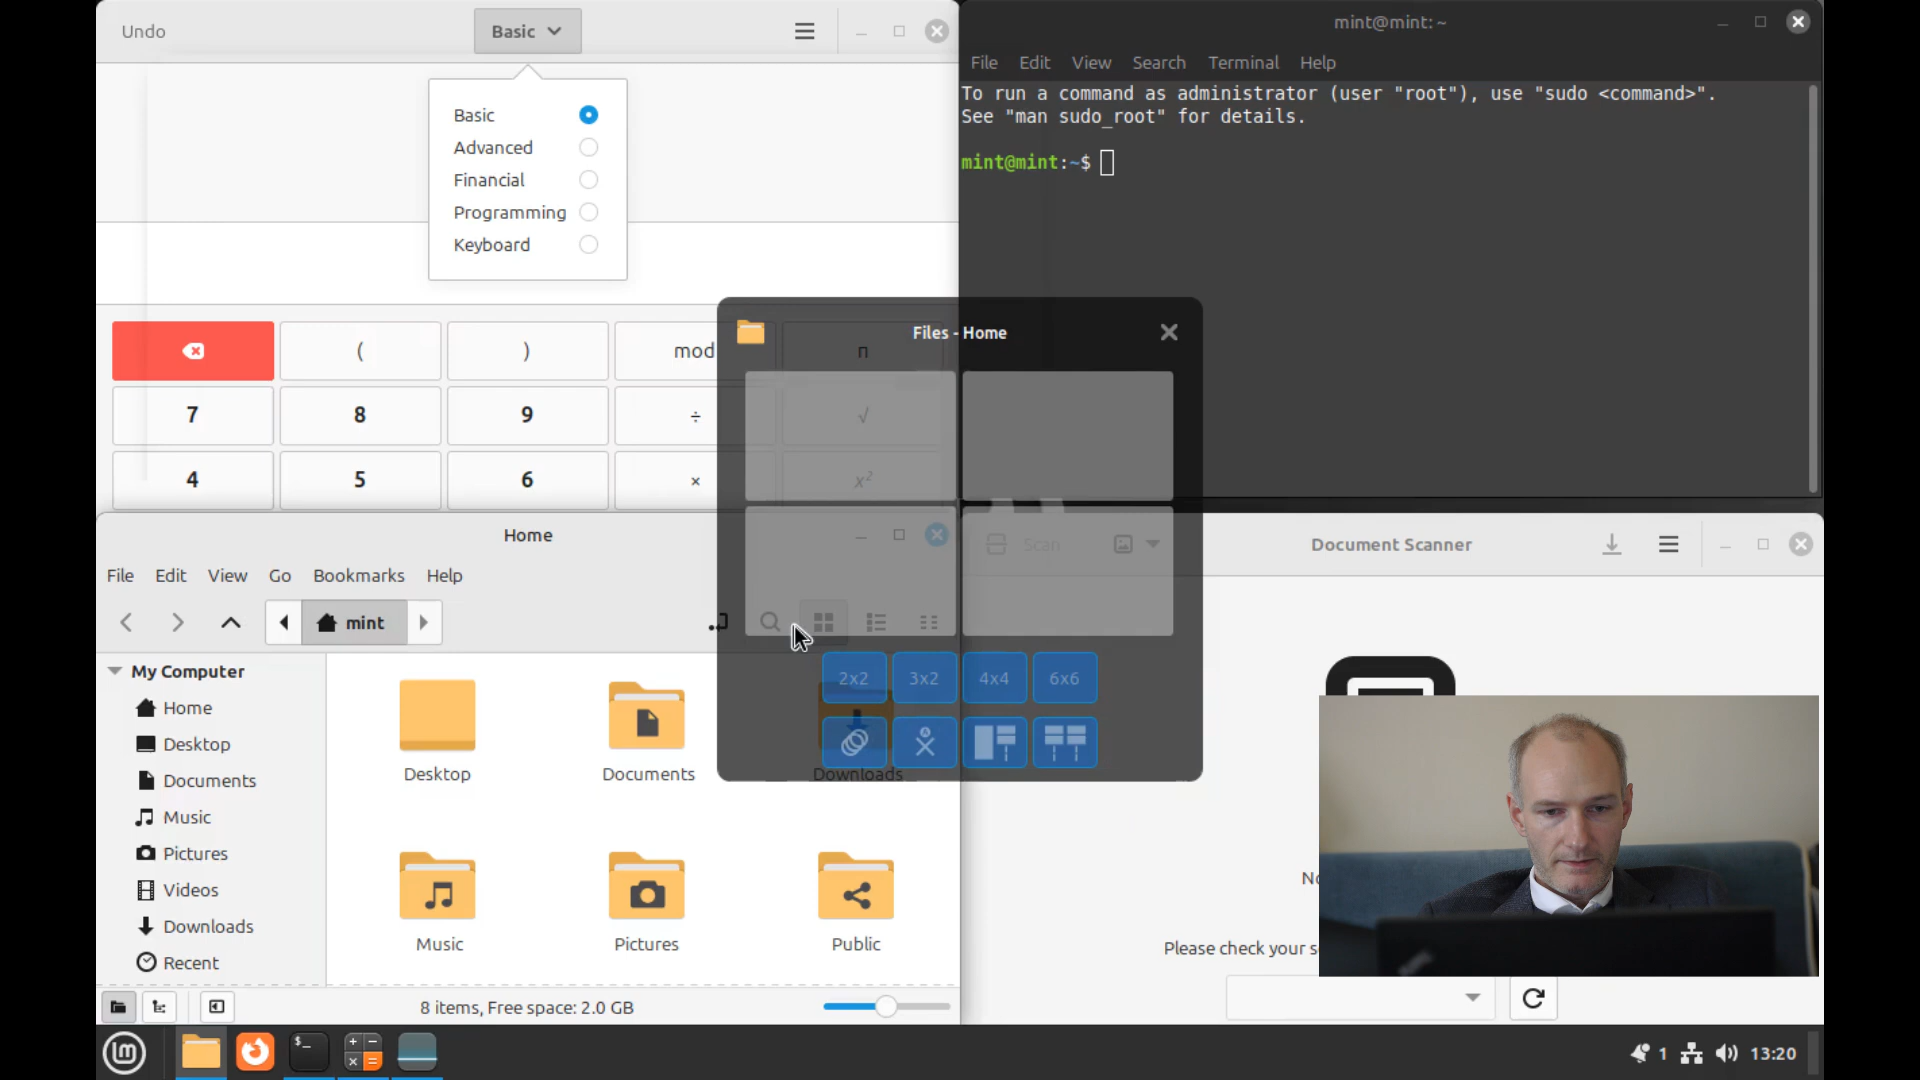 Undo
Basic
Basic
Advanced
Financial
Programming
Keyboard
( ) mod π
7 8 9 ÷ √
4 5 6 × x²
mint@mint: ~
File Edit View Search Terminal Help
To run a command as administrator (user "root"), use "sudo <command>".
See "man sudo_root" for details.
mint@mint:~$
Files - Home
2x2 3x2 4x4 6x6
A
Home
File Edit View Go Bookmarks Help
mint
My Computer
Home
Desktop
Documents
Music
Pictures
Videos
Downloads
Recent
Desktop Documents Downloads
Music Pictures Public
8 items, Free space: 2.0 GB
Scan
Document Scanner
Please check your
1
13:20